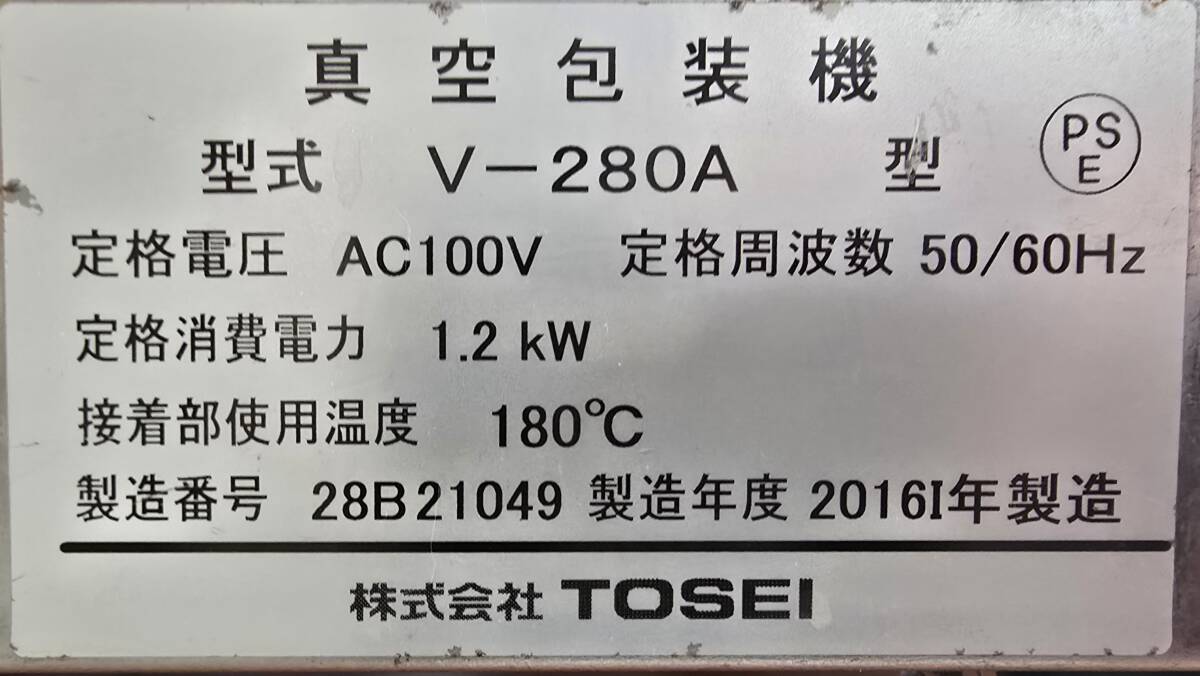 真空包装機
型式 V-280A 型
PS
E
定格電圧 AC100V 定格周波数 50/60Hz
定格消費電力 1.2 kW
接着部使用温度 180℃
製造番号 28B21049 製造年度 2016I年製造
株式会社 TOSEI